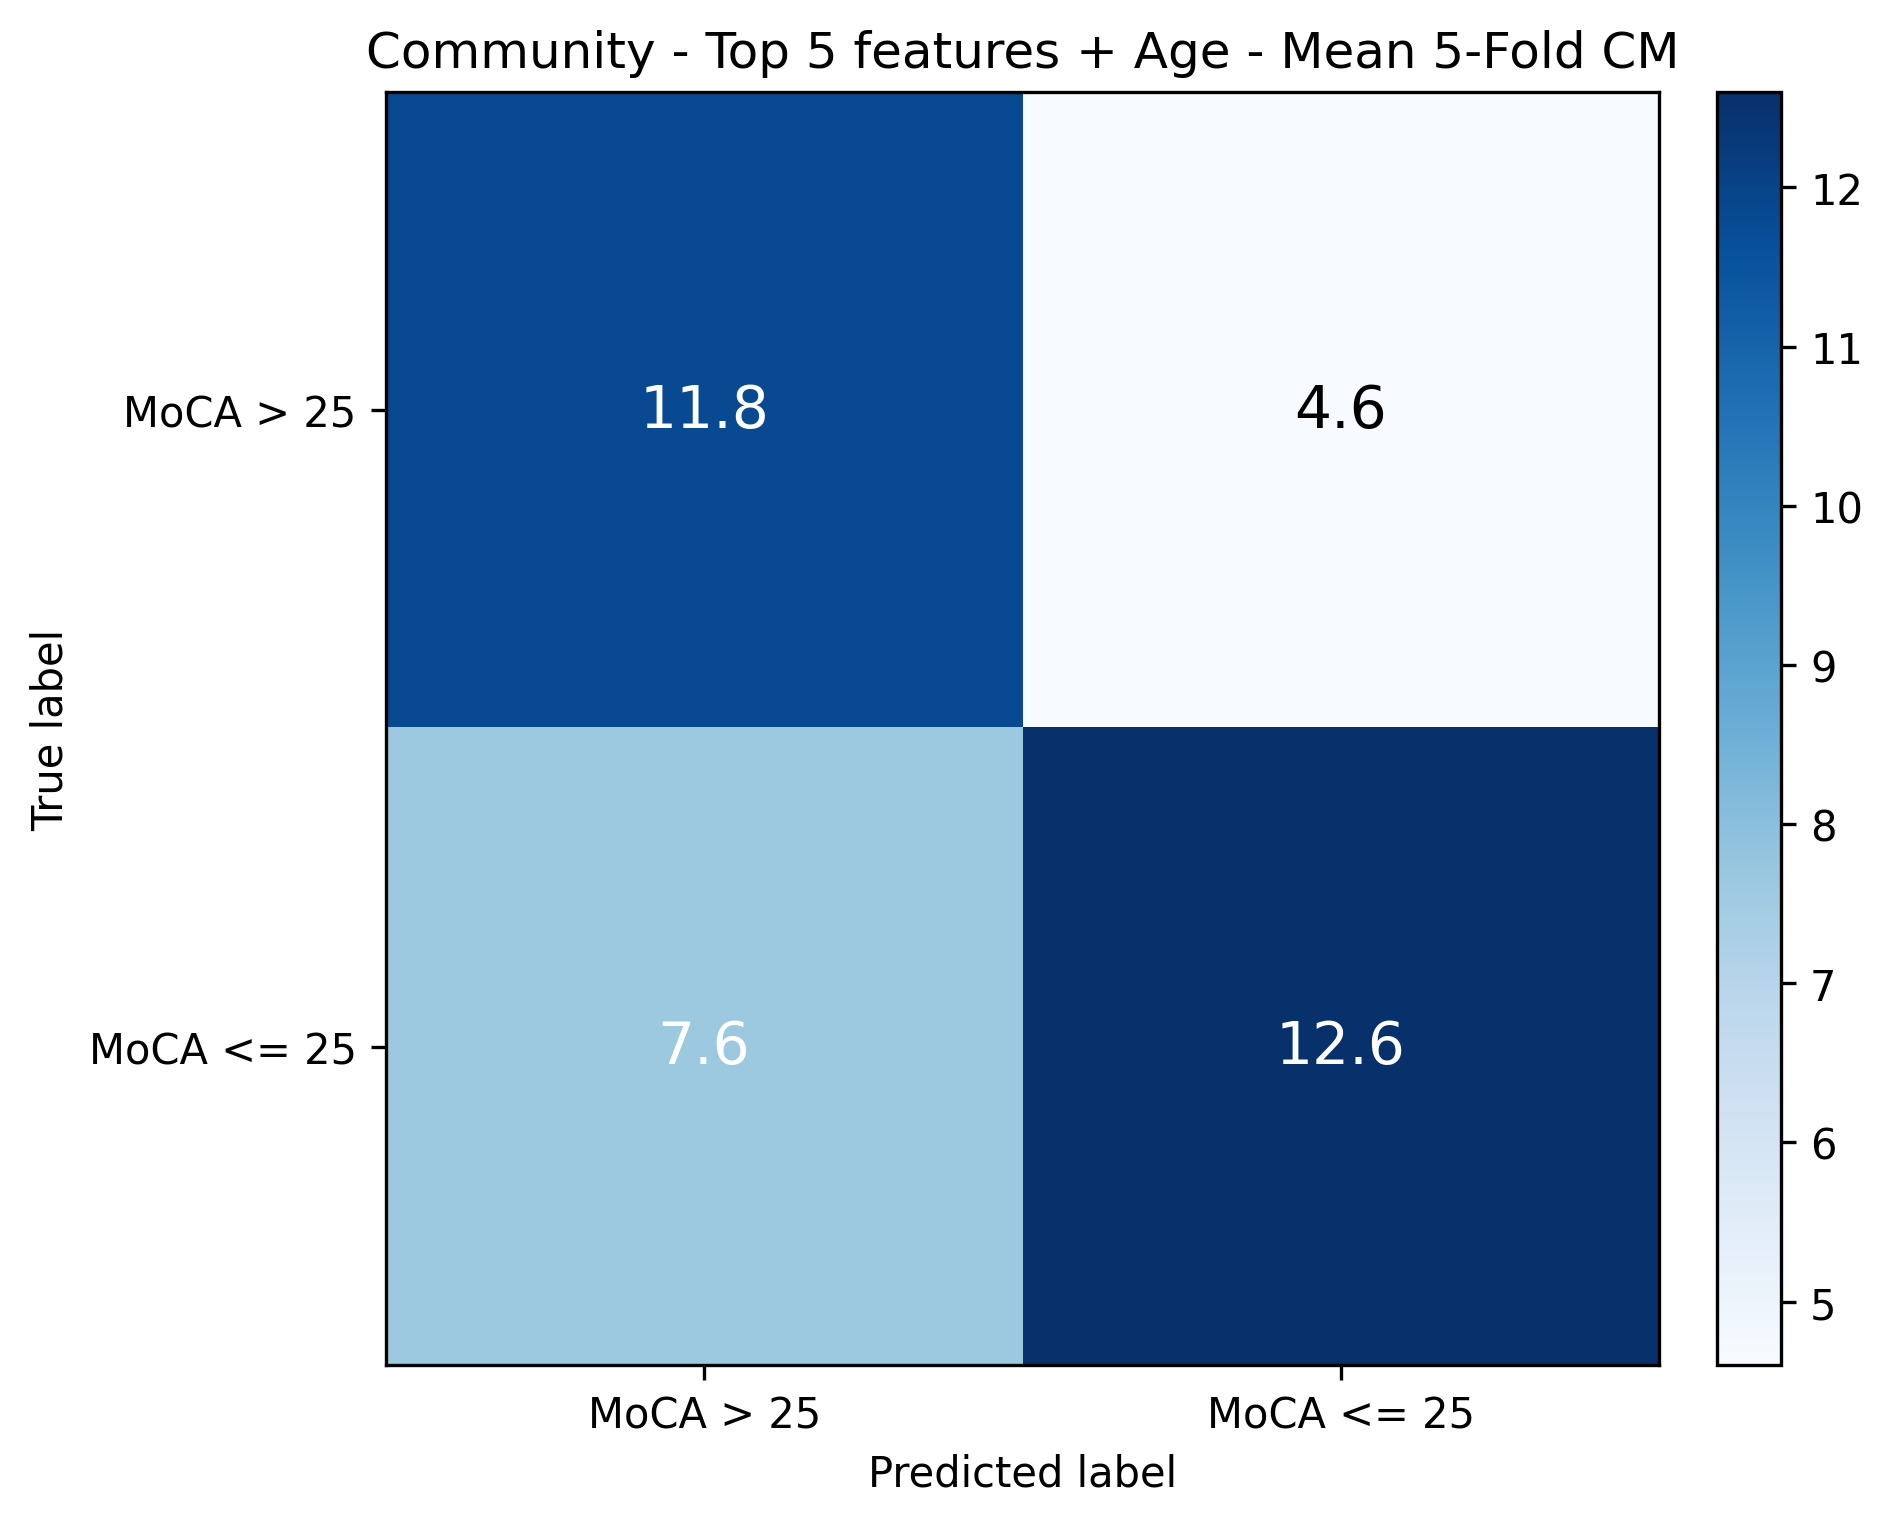 Community - Top 5 features + Age - Mean 5-Fold CM
True label
MoCA > 25
MoCA <= 25
11.8
4.6
7.6
12.6
MoCA > 25
MoCA <= 25
Predicted label
12
11
10
9
8
7
6
5